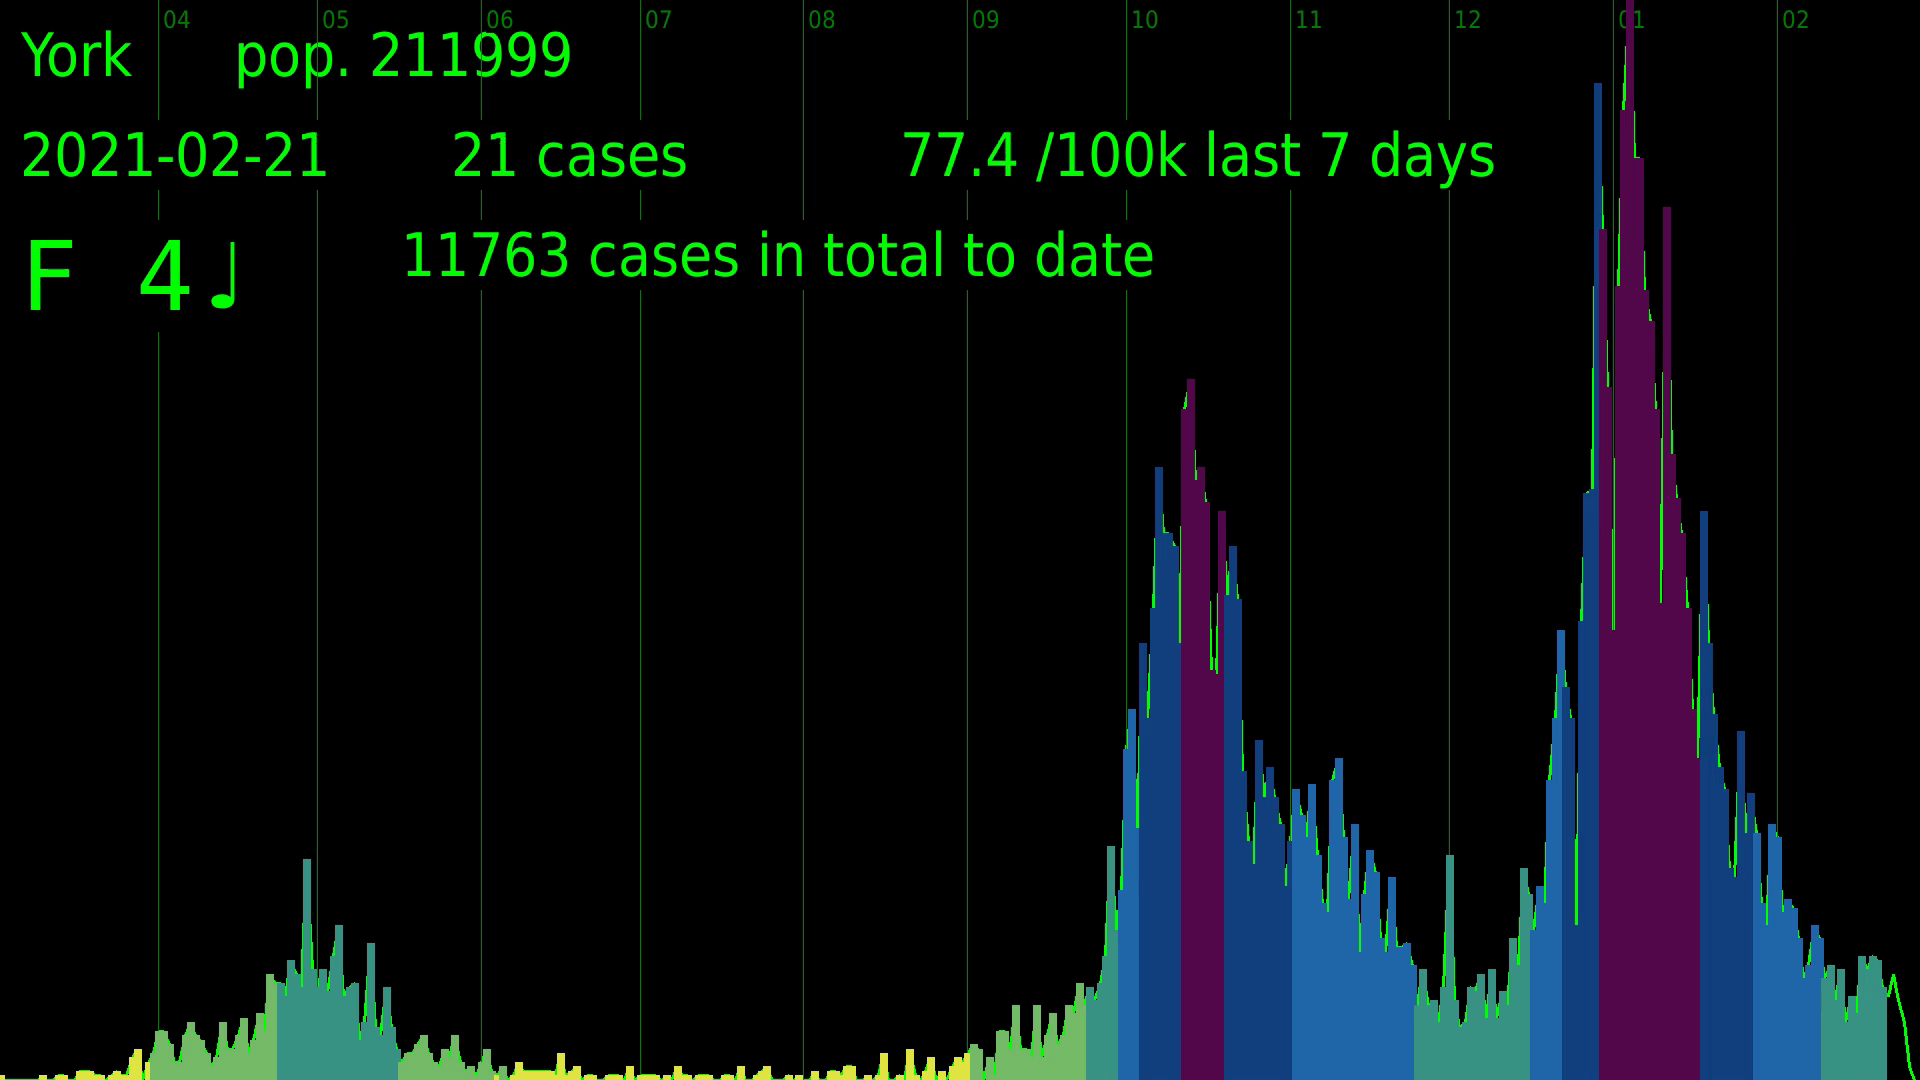 04 05 06 07 08 09 10 11 12 01 02
York pop. 211999
2021-02-21 21 cases 77.4 /100k last 7 days
F 4♩ 11763 cases in total to date